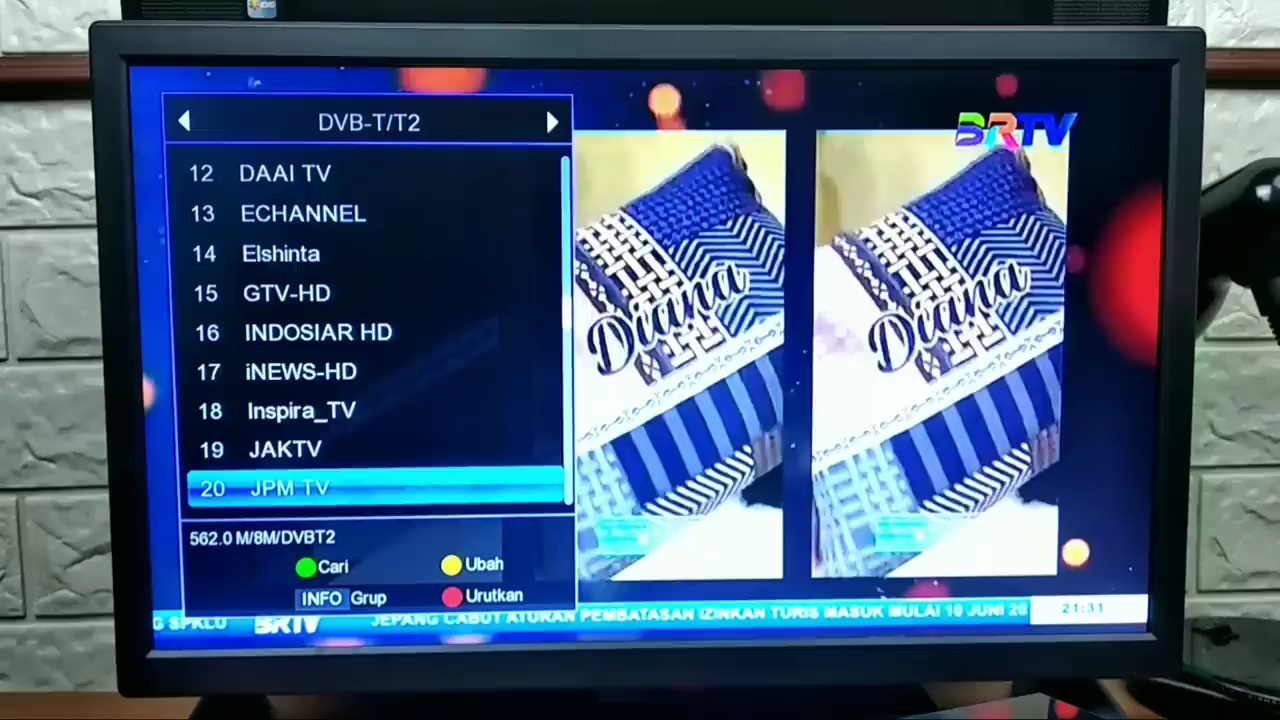 DVB-T/T2
BRTV
12 DAAI TV
13 ECHANNEL
14 Elshinta
15 GTV-HD
16 INDOSIAR HD
17 iNEWS-HD
18 Inspira_TV
19 JAKTV
20 JPM TV
Diana
Diana
562.0 M/8M/DVBT2
Cari
Ubah
INFO Grup
Urutkan
G SPKLU BRTV JEPANG CABUT ATURAN PEMBATASAN IZINKAN TURIS MASUK MULAI 10 JUNI 20
21:31